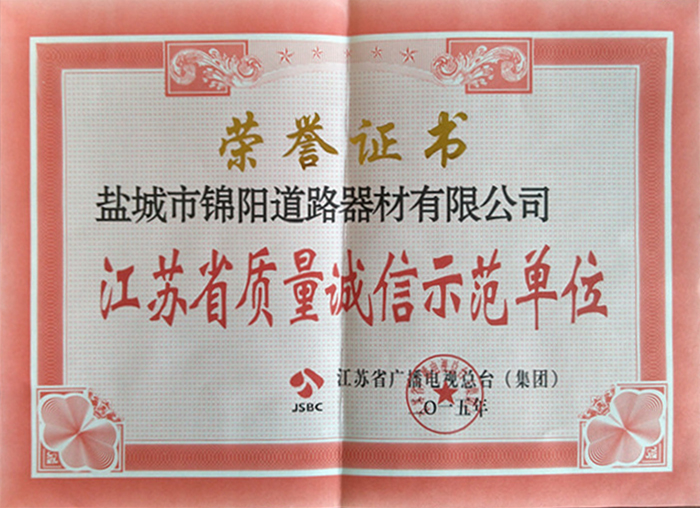 荣誉证书
盐城市锦阳道路器材有限公司
江苏省质量诚信示范单位
JSBC
江苏省广播电视总台（集团）
二〇一五年